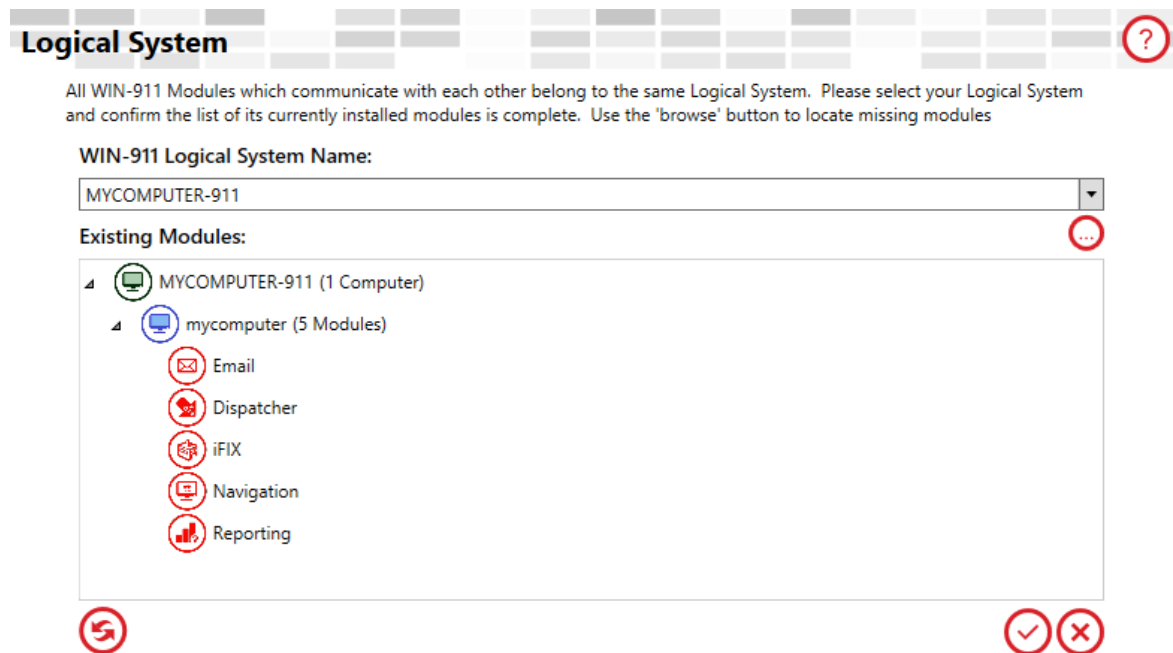 Logical System
?
All WIN-911 Modules which communicate with each other belong to the same Logical System. Please select your Logical System
and confirm the list of its currently installed modules is complete. Use the 'browse' button to locate missing modules
WIN-911 Logical System Name:
MYCOMPUTER-911
Existing Modules:
...
MYCOMPUTER-911 (1 Computer)
mycomputer (5 Modules)
Email
Dispatcher
iFIX
Navigation
Reporting